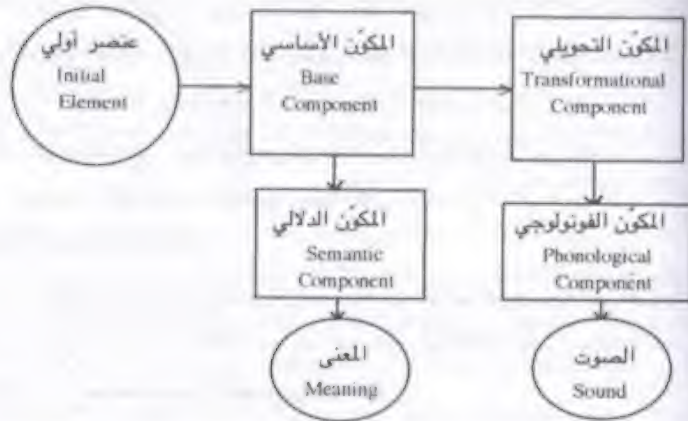 عنصر أولي
Initial
Element
المكوّن الأساسي
Base
Component
المكوّن التحويلي
Transformational
Component
المكوّن الدلالي
Semantic
Component
المكوّن الفونولوجي
Phonological
Component
المعنى
Meaning
الصوت
Sound